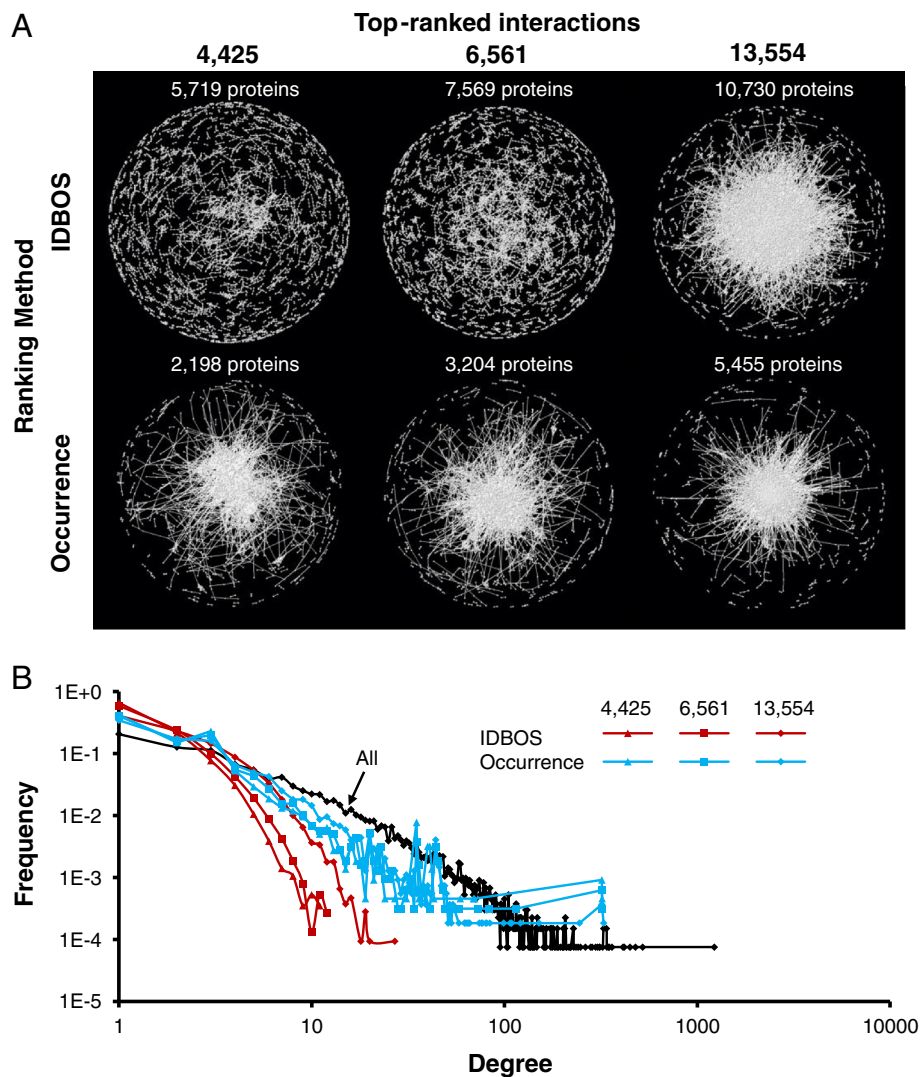 A
Top-ranked interactions
4,425 6,561 13,554
Ranking Method
IDBOS
5,719 proteins 7,569 proteins 10,730 proteins
Occurrence
2,198 proteins 3,204 proteins 5,455 proteins
B
Frequency
1E+0
1E-1
1E-2
1E-3
1E-4
1E-5
All
4,425 6,561 13,554
IDBOS
Occurrence
1 10 100 1000 10000
Degree